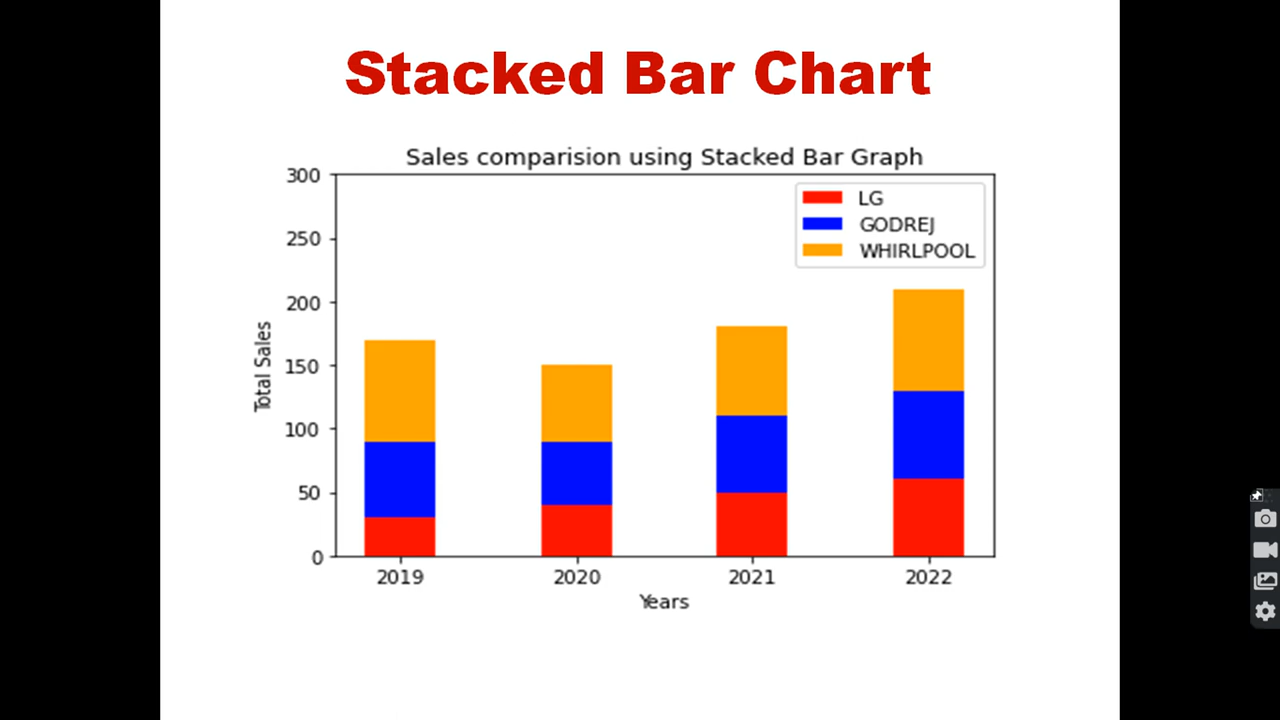 Stacked Bar Chart
Sales comparision using Stacked Bar Graph
300
250
200
150
100
50
0
Total Sales
LG
GODREJ
WHIRLPOOL
2019 2020 2021 2022
Years